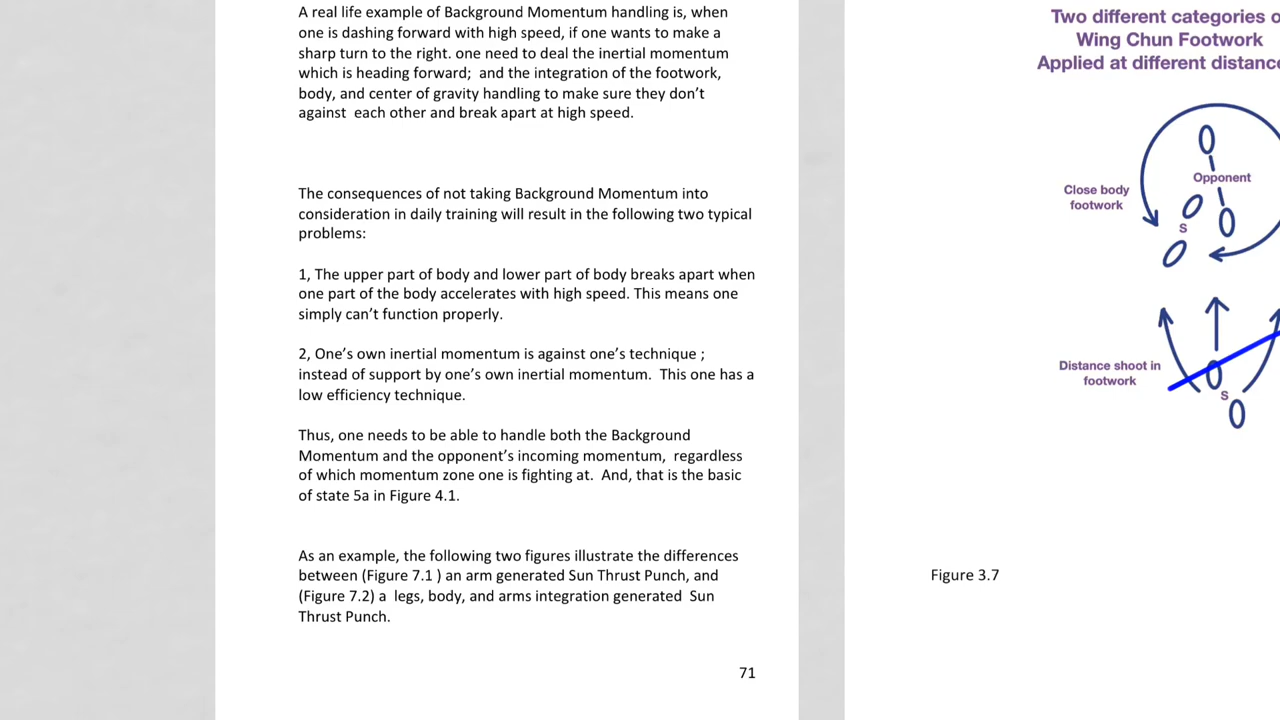 A real life example of Background Momentum handling is, when
one is dashing forward with high speed, if one wants to make a
sharp turn to the right. one need to deal the inertial momentum
which is heading forward;  and the integration of the footwork,
body, and center of gravity handling to make sure they don't
against  each other and break apart at high speed.
The consequences of not taking Background Momentum into
consideration in daily training will result in the following two typical
problems:
1, The upper part of body and lower part of body breaks apart when
one part of the body accelerates with high speed. This means one
simply can't function properly.
2, One's own inertial momentum is against one's technique ;
instead of support by one's own inertial momentum.  This one has a
low efficiency technique.
Thus, one needs to be able to handle both the Background
Momentum and the opponent's incoming momentum,  regardless
of which momentum zone one is fighting at.  And, that is the basic
of state 5a in Figure 4.1.
As an example, the following two figures illustrate the differences
between (Figure 7.1 ) an arm generated Sun Thrust Punch, and
(Figure 7.2) a  legs, body, and arms integration generated  Sun
Thrust Punch.
71
Two different categories o
Wing Chun Footwork
Applied at different distanc
Opponent
Close body
footwork
S
Distance shoot in
footwork
S
Figure 3.7